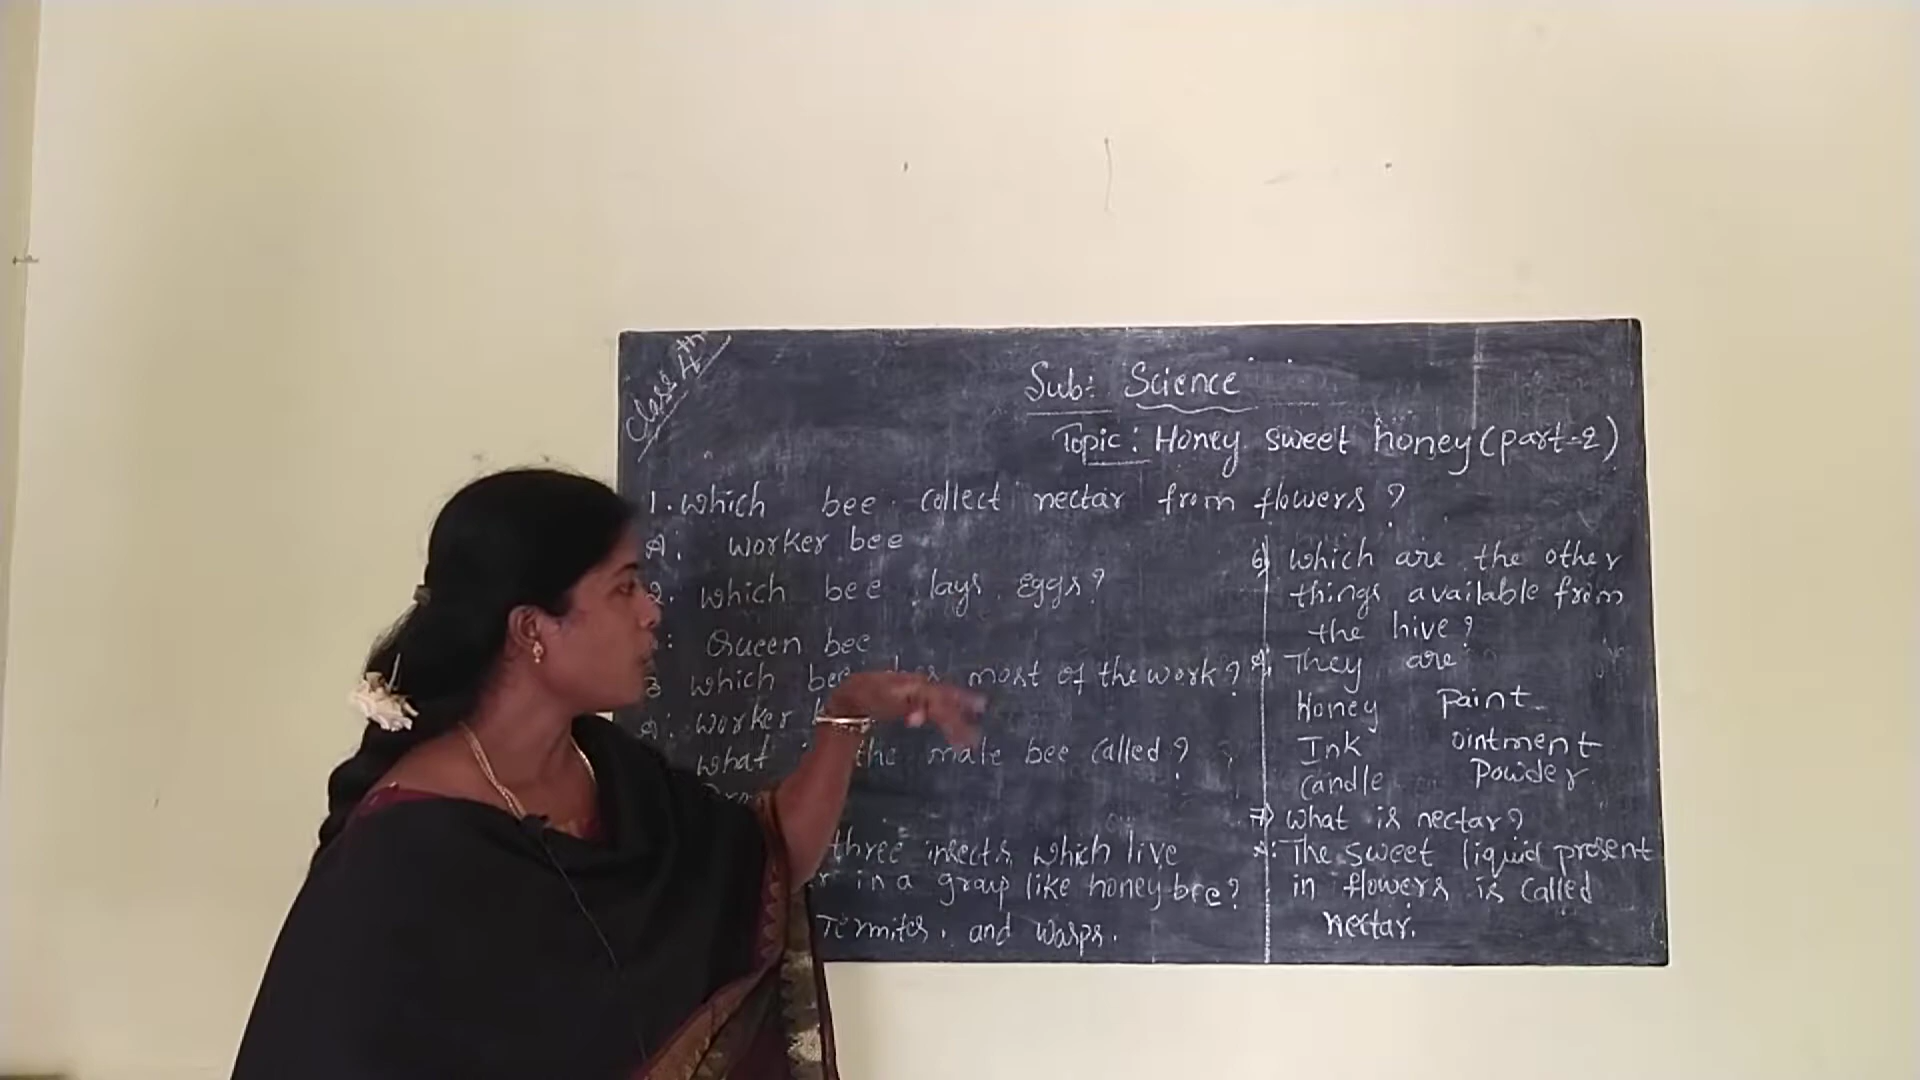 Class 4th
Sub: Science
Topic: Honey sweet honey (part-2)
1. Which bee collect nectar from flowers?
A: Worker bee
2. Which bee lays Eggs?
: Queen bee
3 which bee most of the work?
A: Worker
What the male bee called?
three insects which live
in a group like honey bee?
Termites. and wasps.
6) Which are the other
things available from
the hive?
A: They are
Honey Paint
Ink ointment
Candle Powder
7) What is nectar?
A: The sweet liquid present
in flowers is called
nectar.